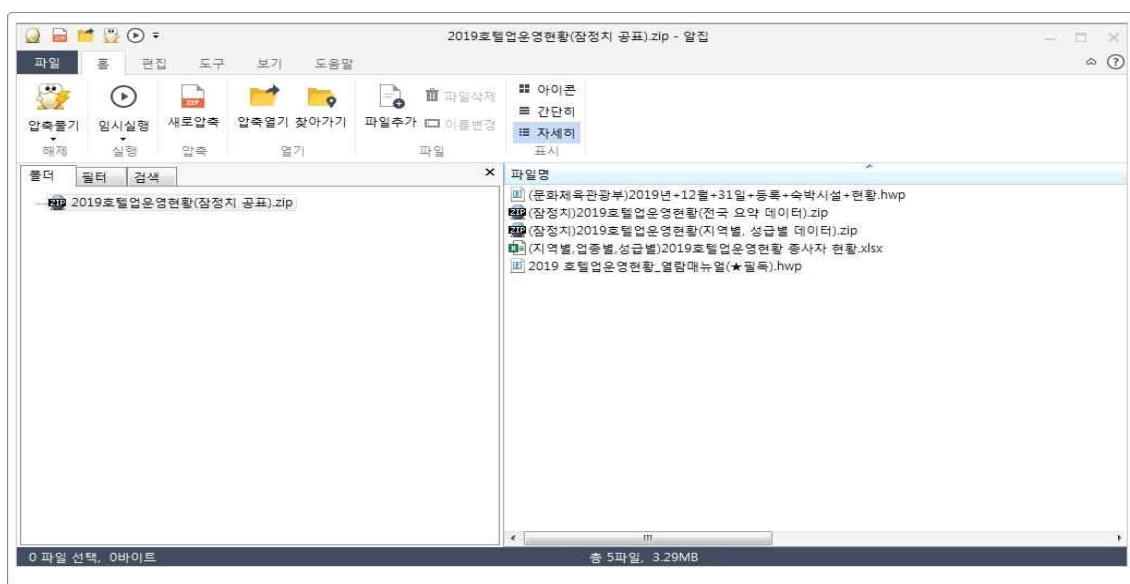 2019호텔업운영현황(잠정치 공표).zip - 알집
파일 홈 편집 도구 보기 도움말
압축풀기 임시실행 새로압축 압축열기 찾아가기 파일추가 파일삭제 이름변경
아이콘
간단히
자세히
해제 실행 압축 열기 파일 표시
폴더 필터 검색
2019호텔업운영현황(잠정치 공표).zip
파일명
(문화체육관광부)2019년+12월+31일+등록+숙박시설+현황.hwp
(잠정치)2019호텔업운영현황(전국 요약 데이터).zip
(잠정치)2019호텔업운영현황(지역별, 성급별 데이터).zip
(지역별,업종별,성급별)2019호텔업운영현황 종사자 현황.xlsx
2019 호텔업운영현황_열람매뉴얼(★필독).hwp
0 파일 선택, 0바이트
총 5파일, 3.29MB